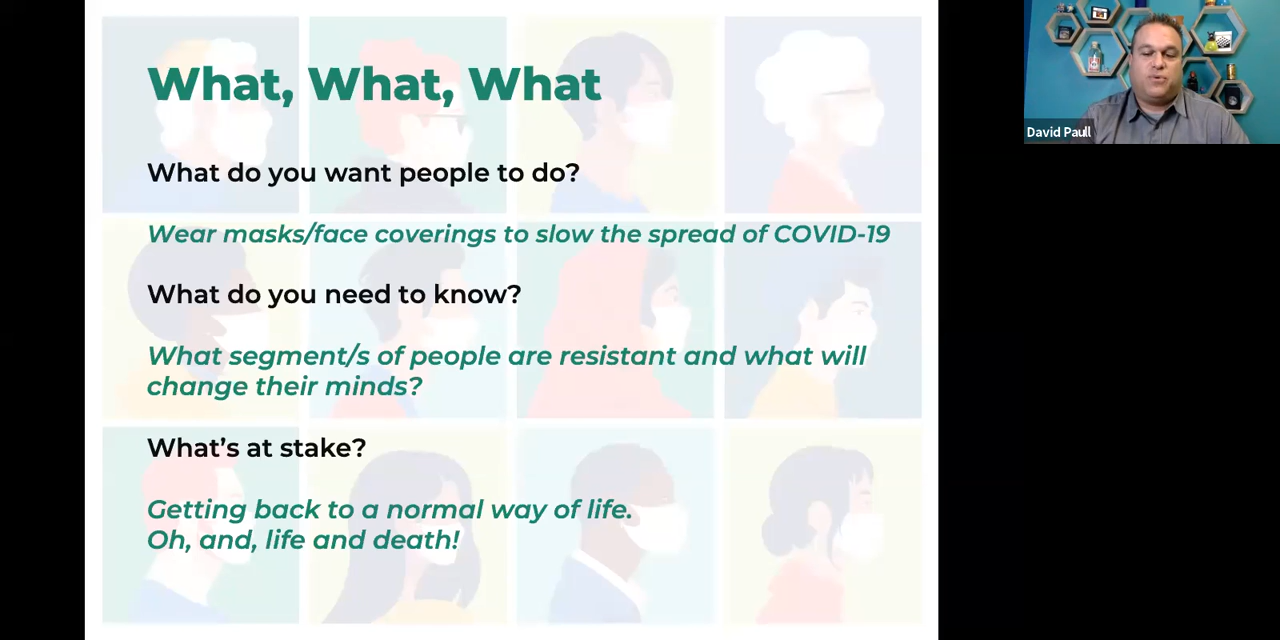 What, What, What
What do you want people to do?
Wear masks/face coverings to slow the spread of COVID-19
What do you need to know?
What segment/s of people are resistant and what will
change their minds?
What's at stake?
Getting back to a normal way of life.
Oh, and, life and death!
David Paull